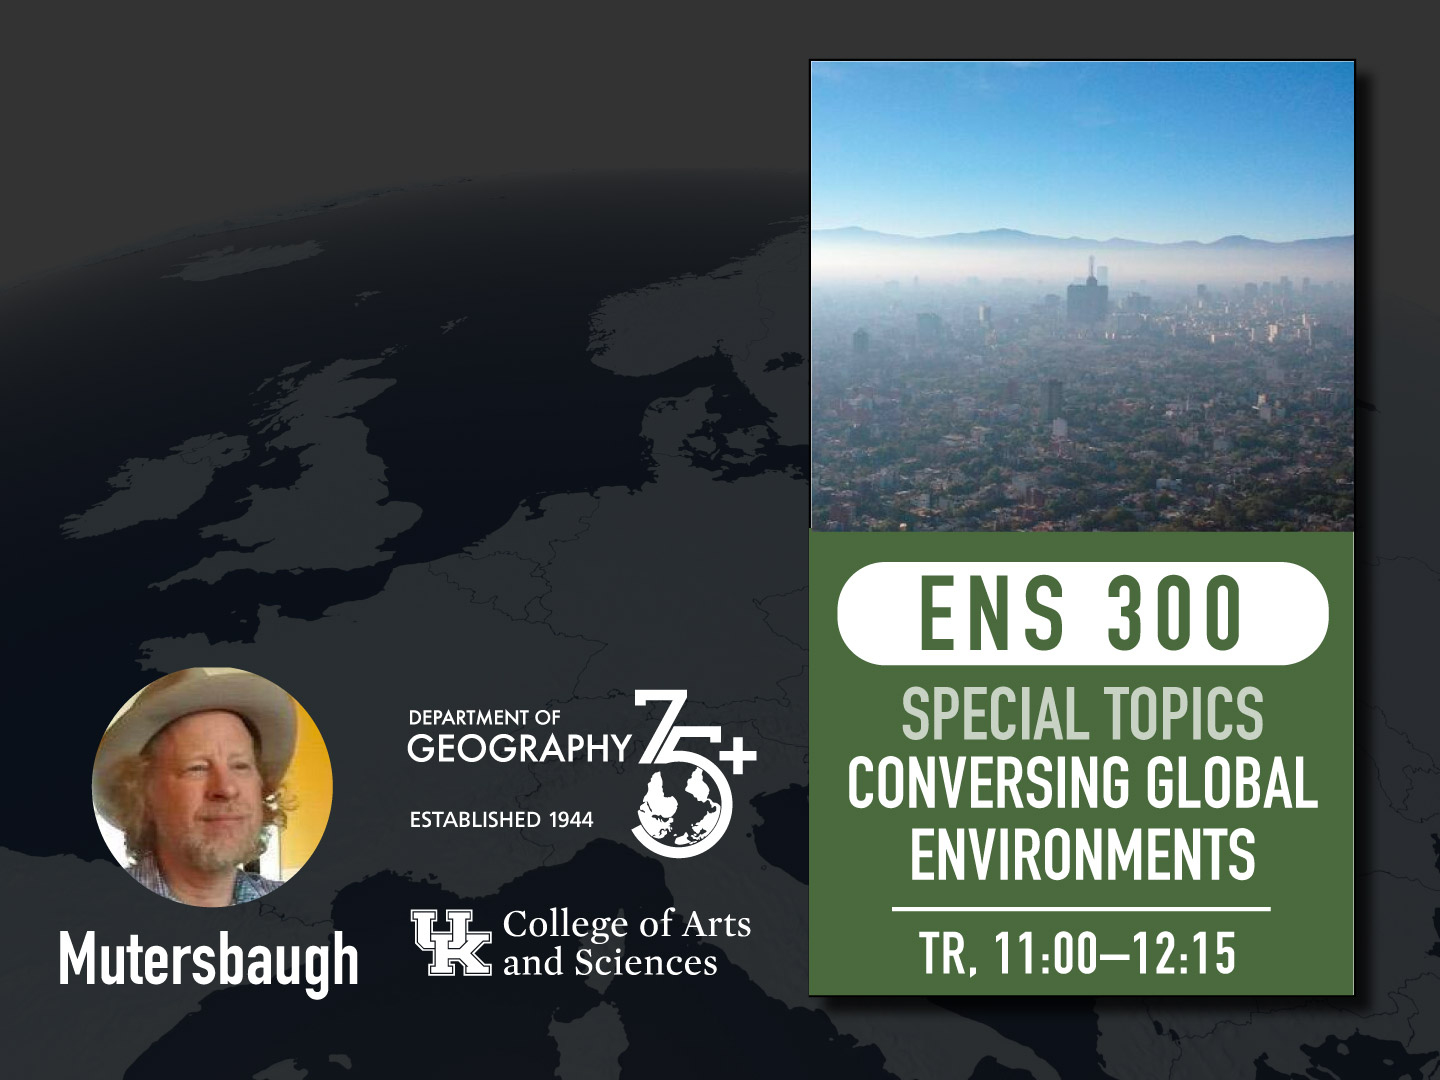 ENS 300
SPECIAL TOPICS
CONVERSING GLOBAL
ENVIRONMENTS
TR, 11:00–12:15
Mutersbaugh
DEPARTMENT OF
GEOGRAPHY
75+
ESTABLISHED 1944
UK
College of Arts
and Sciences